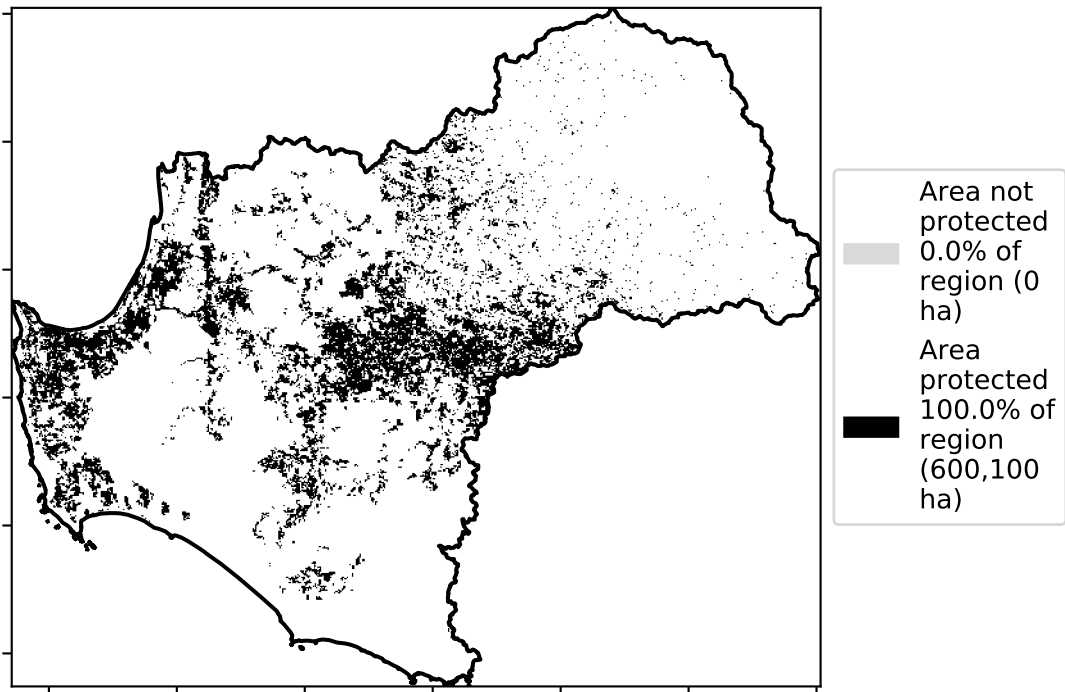 Area not
protected
0.0% of
region (0
ha)
Area
protected
100.0% of
region
(600,100
ha)